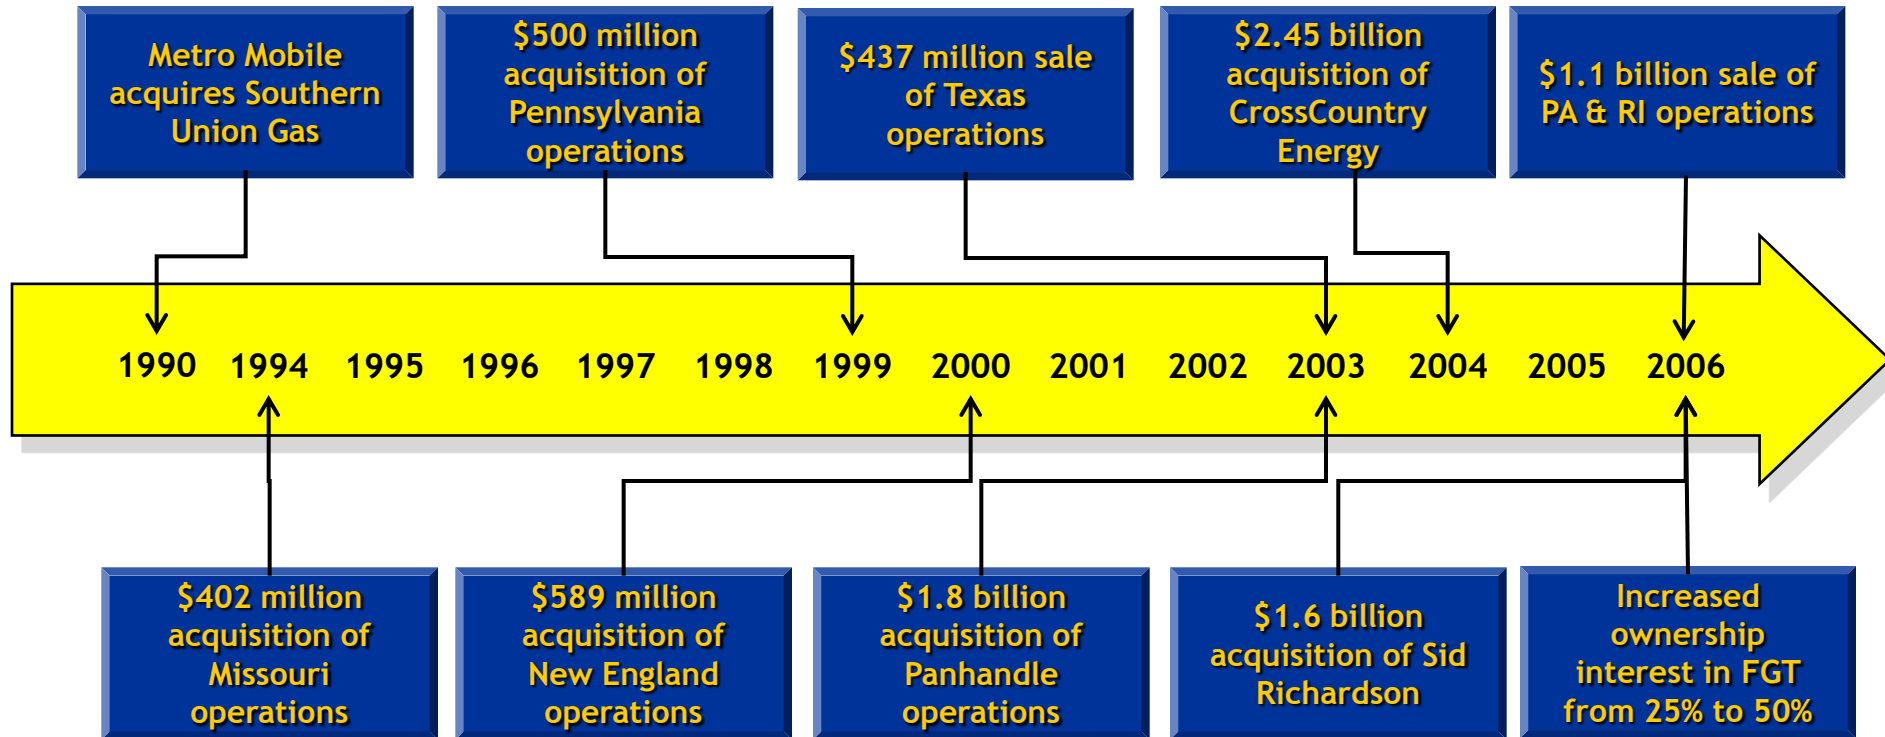 Metro Mobile
acquires Southern
Union Gas
$500 million
acquisition of
Pennsylvania
operations
$437 million sale
of Texas
operations
$2.45 billion
acquisition of
CrossCountry
Energy
$1.1 billion sale of
PA & RI operations
1990 1994 1995 1996 1997 1998 1999 2000 2001 2002 2003 2004 2005 2006
$402 million
acquisition of
Missouri
operations
$589 million
acquisition of
New England
operations
$1.8 billion
acquisition of
Panhandle
operations
$1.6 billion
acquisition of Sid
Richardson
Increased
ownership
interest in FGT
from 25% to 50%